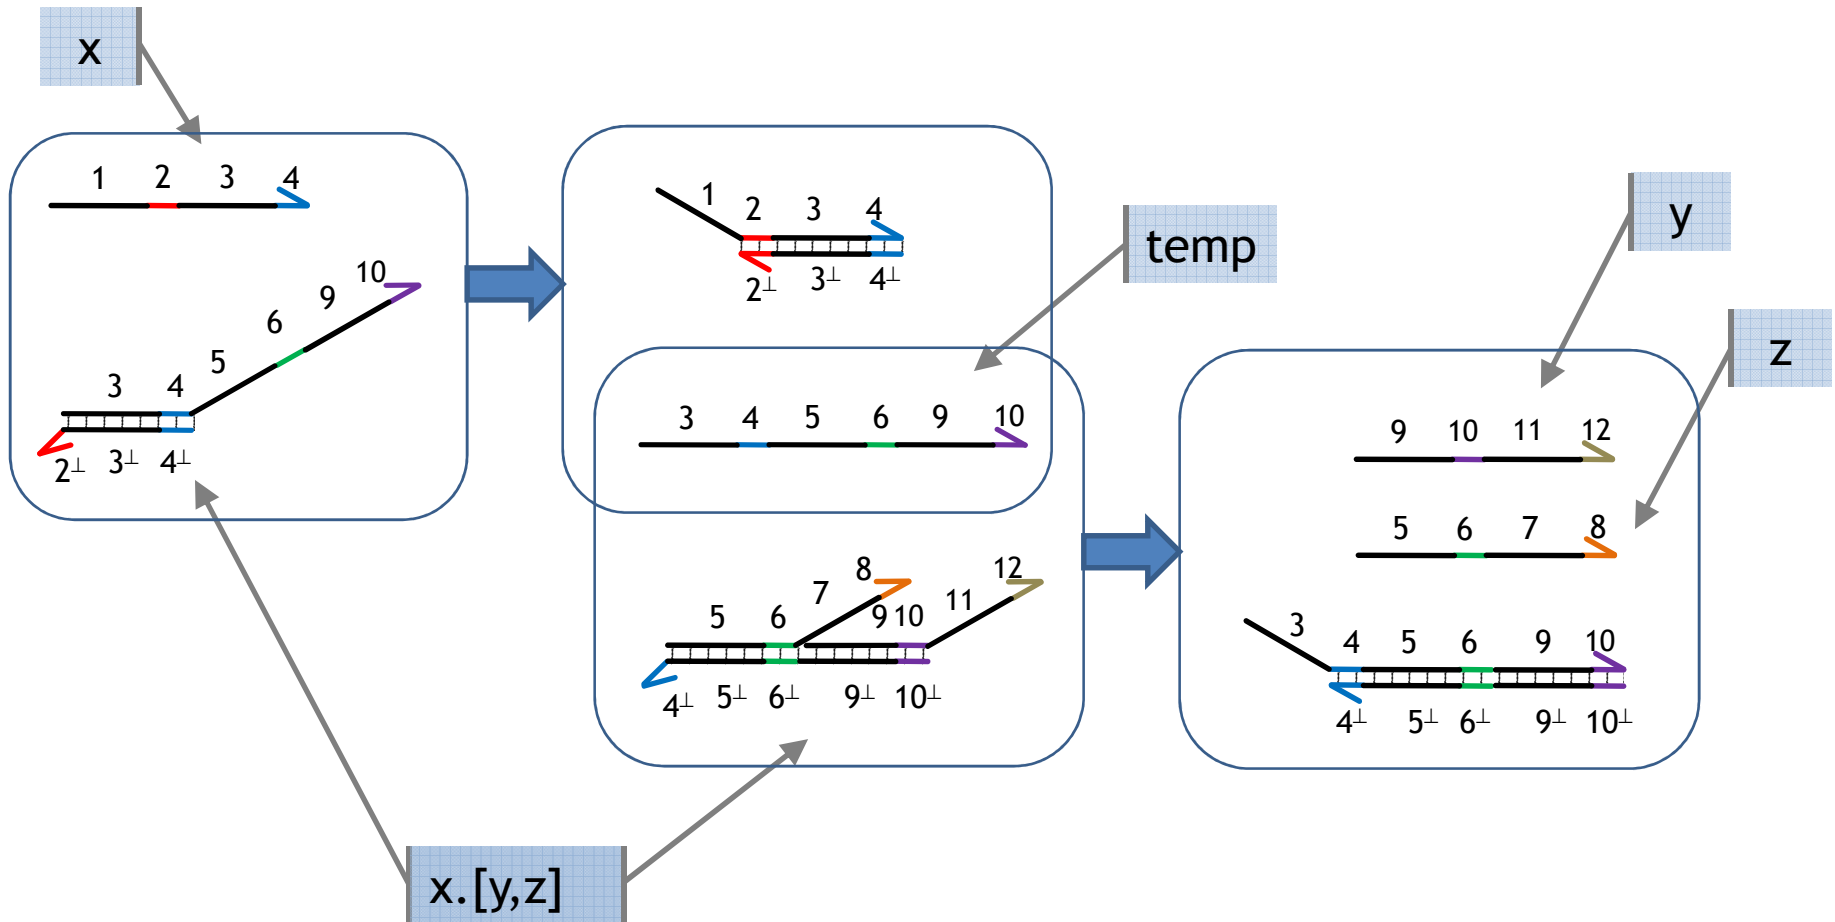 x
1 2 3 4
10
9
6
5
3 4
2⊥ 3⊥ 4⊥
1
2 3 4
2⊥ 3⊥ 4⊥
temp
3 4 5 6 9 10
8 12
7 11
5 6 9 10
4⊥ 5⊥ 6⊥ 9⊥ 10⊥
y
z
9 10 11 12
5 6 7 8
3
4 5 6 9 10
4⊥ 5⊥ 6⊥ 9⊥ 10⊥
x.[y,z]